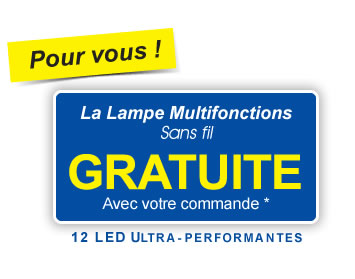 Pour vous !
La Lampe Multifonctions
Sans fil
GRATUITE
Avec votre commande *
12 LED ULTRA-PERFORMANTES